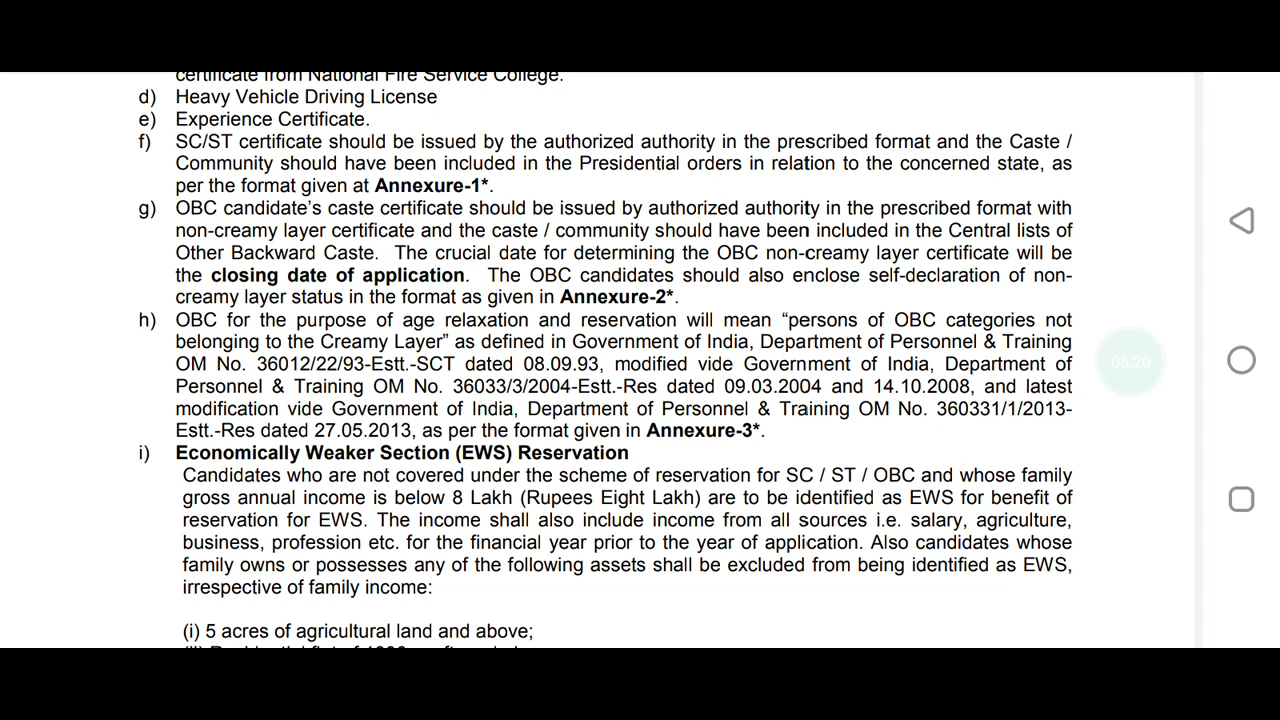 certificate from National Fire Service College.
d) Heavy Vehicle Driving License
e) Experience Certificate.
f) SC/ST certificate should be issued by the authorized authority in the prescribed format and the Caste /
Community should have been included in the Presidential orders in relation to the concerned state, as
per the format given at Annexure-1*.
g) OBC candidate's caste certificate should be issued by authorized authority in the prescribed format with
non-creamy layer certificate and the caste / community should have been included in the Central lists of
Other Backward Caste. The crucial date for determining the OBC non-creamy layer certificate will be
the closing date of application. The OBC candidates should also enclose self-declaration of non-
creamy layer status in the format as given in Annexure-2*.
h) OBC for the purpose of age relaxation and reservation will mean "persons of OBC categories not
belonging to the Creamy Layer" as defined in Government of India, Department of Personnel & Training
OM No. 36012/22/93-Estt.-SCT dated 08.09.93, modified vide Government of India, Department of
Personnel & Training OM No. 36033/3/2004-Estt.-Res dated 09.03.2004 and 14.10.2008, and latest
modification vide Government of India, Department of Personnel & Training OM No. 360331/1/2013-
Estt.-Res dated 27.05.2013, as per the format given in Annexure-3*.
06:20
i) Economically Weaker Section (EWS) Reservation
Candidates who are not covered under the scheme of reservation for SC / ST / OBC and whose family
gross annual income is below 8 Lakh (Rupees Eight Lakh) are to be identified as EWS for benefit of
reservation for EWS. The income shall also include income from all sources i.e. salary, agriculture,
business, profession etc. for the financial year prior to the year of application. Also candidates whose
family owns or possesses any of the following assets shall be excluded from being identified as EWS,
irrespective of family income:
(i) 5 acres of agricultural land and above;